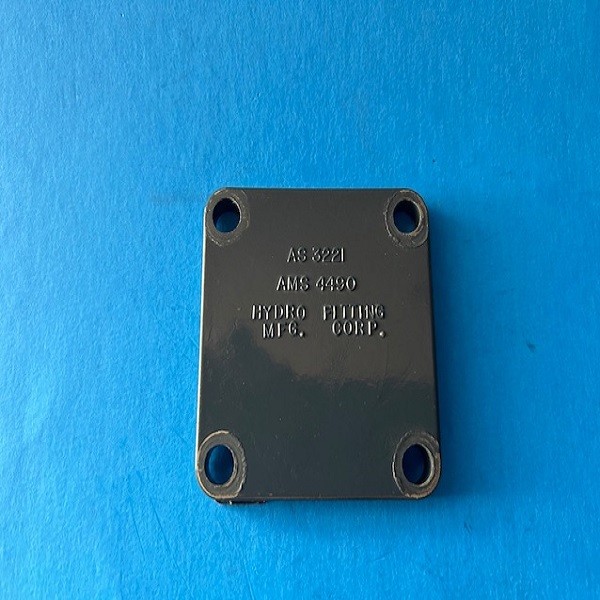 AS 3221
AMS 4490
HYDRO FITTING
MFG. CORP.